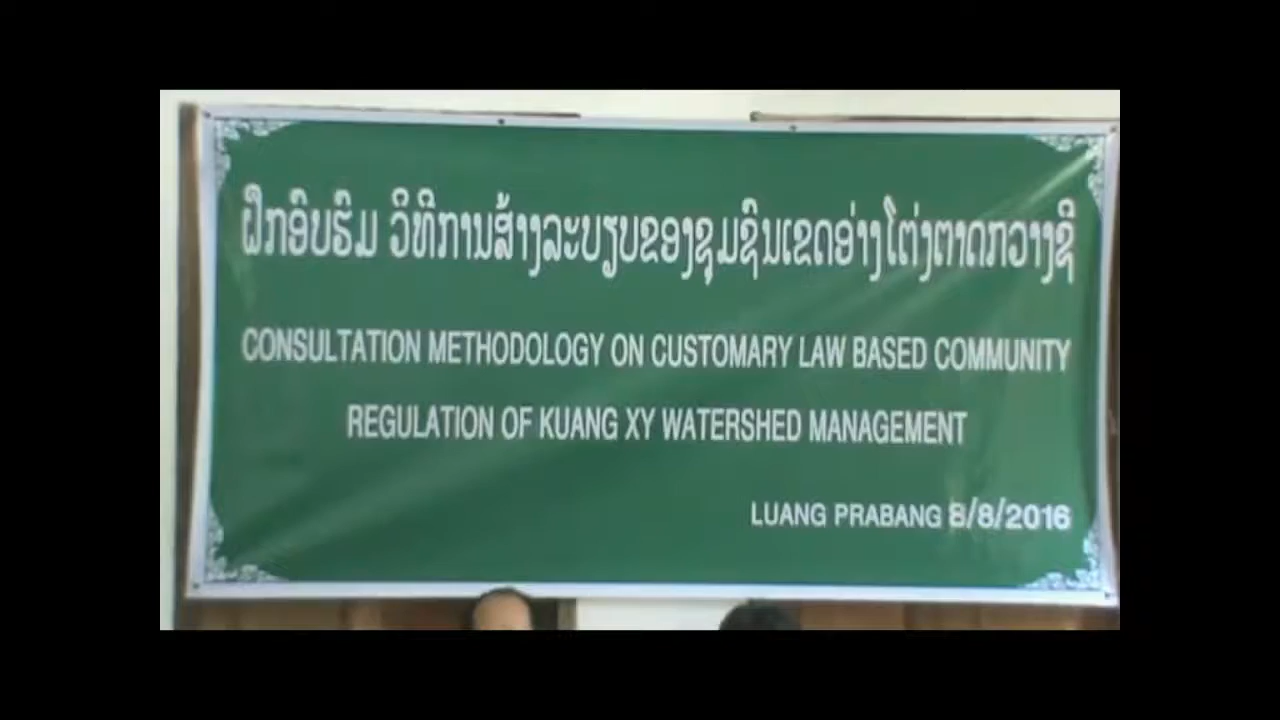 ຝຶກອົບຮົມ ວິທີການສ້າງລະບຽບຂອງຊຸມຊົນເຂດອ່າງໂຕ່ງຕາດກວາງຊີ
CONSULTATION METHODOLOGY ON CUSTOMARY LAW BASED COMMUNITY
REGULATION OF KUANG XY WATERSHED MANAGEMENT
LUANG PRABANG 8/8/2016